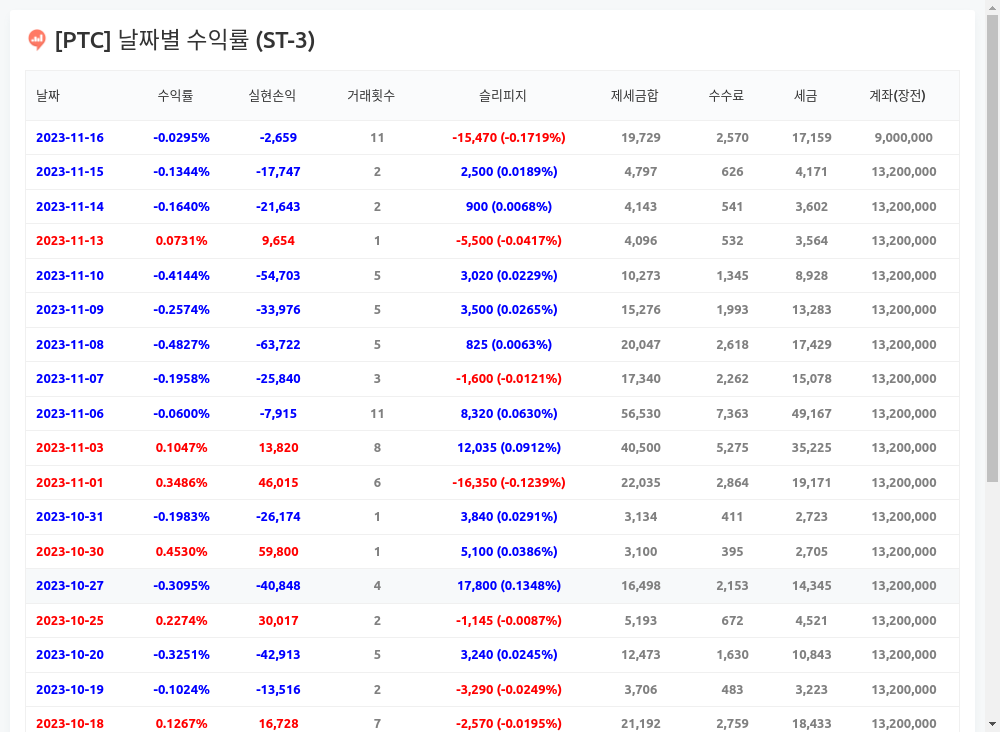 [PTC] 날짜별 수익률 (ST-3)
날짜 수익률 실현손익 거래횟수 슬리피지 제세금합 수수료 세금 계좌(장전)
2023-11-16 -0.0295% -2,659 11 -15,470 (-0.1719%) 19,729 2,570 17,159 9,000,000
2023-11-15 -0.1344% -17,747 2 2,500 (0.0189%) 4,797 626 4,171 13,200,000
2023-11-14 -0.1640% -21,643 2 900 (0.0068%) 4,143 541 3,602 13,200,000
2023-11-13 0.0731% 9,654 1 -5,500 (-0.0417%) 4,096 532 3,564 13,200,000
2023-11-10 -0.4144% -54,703 5 3,020 (0.0229%) 10,273 1,345 8,928 13,200,000
2023-11-09 -0.2574% -33,976 5 3,500 (0.0265%) 15,276 1,993 13,283 13,200,000
2023-11-08 -0.4827% -63,722 5 825 (0.0063%) 20,047 2,618 17,429 13,200,000
2023-11-07 -0.1958% -25,840 3 -1,600 (-0.0121%) 17,340 2,262 15,078 13,200,000
2023-11-06 -0.0600% -7,915 11 8,320 (0.0630%) 56,530 7,363 49,167 13,200,000
2023-11-03 0.1047% 13,820 8 12,035 (0.0912%) 40,500 5,275 35,225 13,200,000
2023-11-01 0.3486% 46,015 6 -16,350 (-0.1239%) 22,035 2,864 19,171 13,200,000
2023-10-31 -0.1983% -26,174 1 3,840 (0.0291%) 3,134 411 2,723 13,200,000
2023-10-30 0.4530% 59,800 1 5,100 (0.0386%) 3,100 395 2,705 13,200,000
2023-10-27 -0.3095% -40,848 4 17,800 (0.1348%) 16,498 2,153 14,345 13,200,000
2023-10-25 0.2274% 30,017 2 -1,145 (-0.0087%) 5,193 672 4,521 13,200,000
2023-10-20 -0.3251% -42,913 5 3,240 (0.0245%) 12,473 1,630 10,843 13,200,000
2023-10-19 -0.1024% -13,516 2 -3,290 (-0.0249%) 3,706 483 3,223 13,200,000
2023-10-18 0.1267% 16,728 7 -2,570 (-0.0195%) 21,192 2,759 18,433 13,200,000